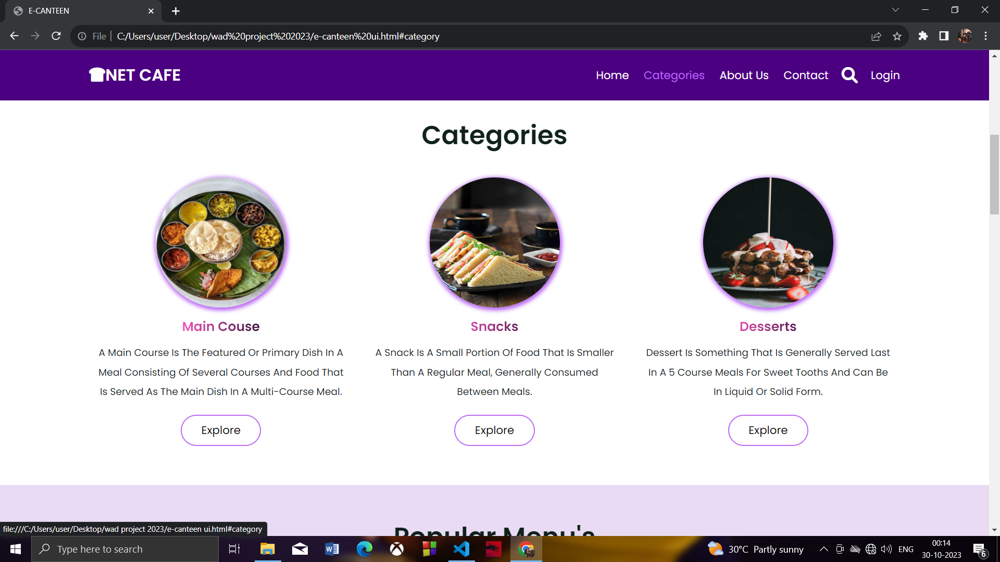 E-CANTEEN
File
C:/Users/user/Desktop/wad%20project%202023/e-canteen%20ui.html#category
NET CAFE
Home Categories About Us Contact Login
Categories
Main Couse
A Main Course Is The Featured Or Primary Dish In A
Meal Consisting Of Several Courses And Food That
Is Served As The Main Dish In A Multi-Course Meal.
Explore
Snacks
A Snack Is A Small Portion Of Food That Is Smaller
Than A Regular Meal, Generally Consumed
Between Meals.
Explore
Desserts
Dessert Is Something That Is Generally Served Last
In A 5 Course Meals For Sweet Tooths And Can Be
In Liquid Or Solid Form.
Explore
Popular Menu's
file:///C:/Users/user/Desktop/wad project 2023/e-canteen ui.html#category
Type here to search
30°C Partly sunny
ENG
00:14
30-10-2023
6